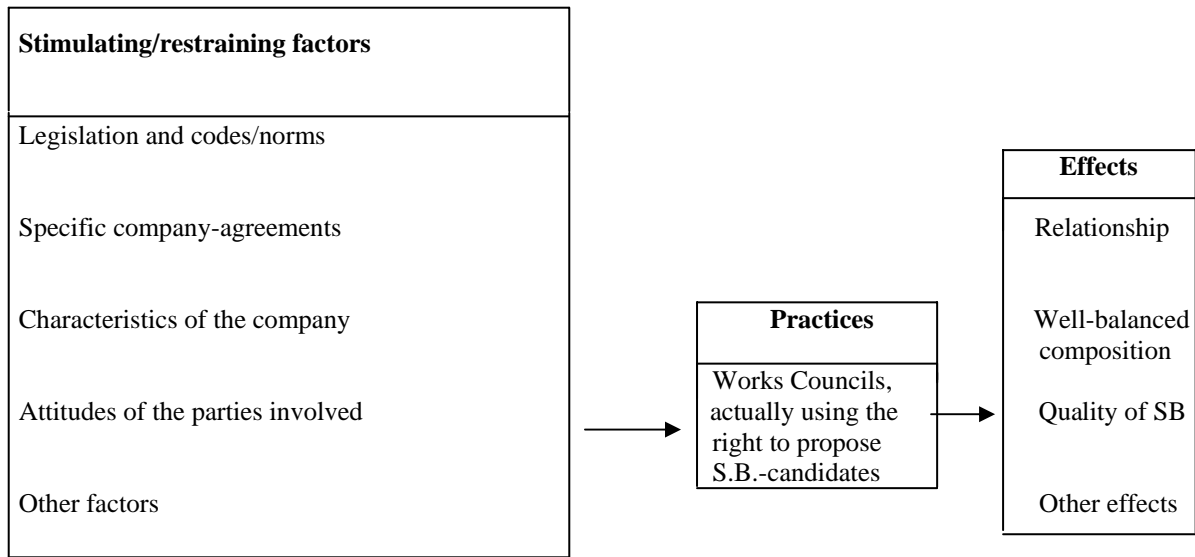 Stimulating/restraining factors
Legislation and codes/norms
Specific company-agreements
Characteristics of the company
Attitudes of the parties involved
Other factors
Practices
Works Councils,
actually using the
right to propose
S.B.-candidates
Effects
Relationship
Well-balanced
composition
Quality of SB
Other effects